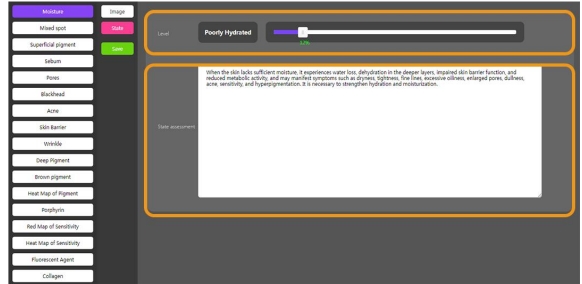 Moisture
Mixed spot
Superficial pigment
Sebum
Pores
Blackhead
Acne
Skin Barrier
Wrinkle
Deep Pigment
Brown pigment
Heat Map of Pigment
Porphyrin
Red Map of Sensitivity
Heat Map of Sensitivity
Fluorescent Agent
Collagen
Image
State
Save
Level
Poorly Hydrated
State assessment
When the skin lacks sufficient moisture, it experiences water loss, dehydration in the deeper layers, impaired skin barrier function, and
reduced metabolic activity, and may manifest symptoms such as dryness, tightness, fine lines, excessive oiliness, enlarged pores, dullness,
acne, sensitivity, and hyperpigmentation. It is necessary to strengthen hydration and moisturization.